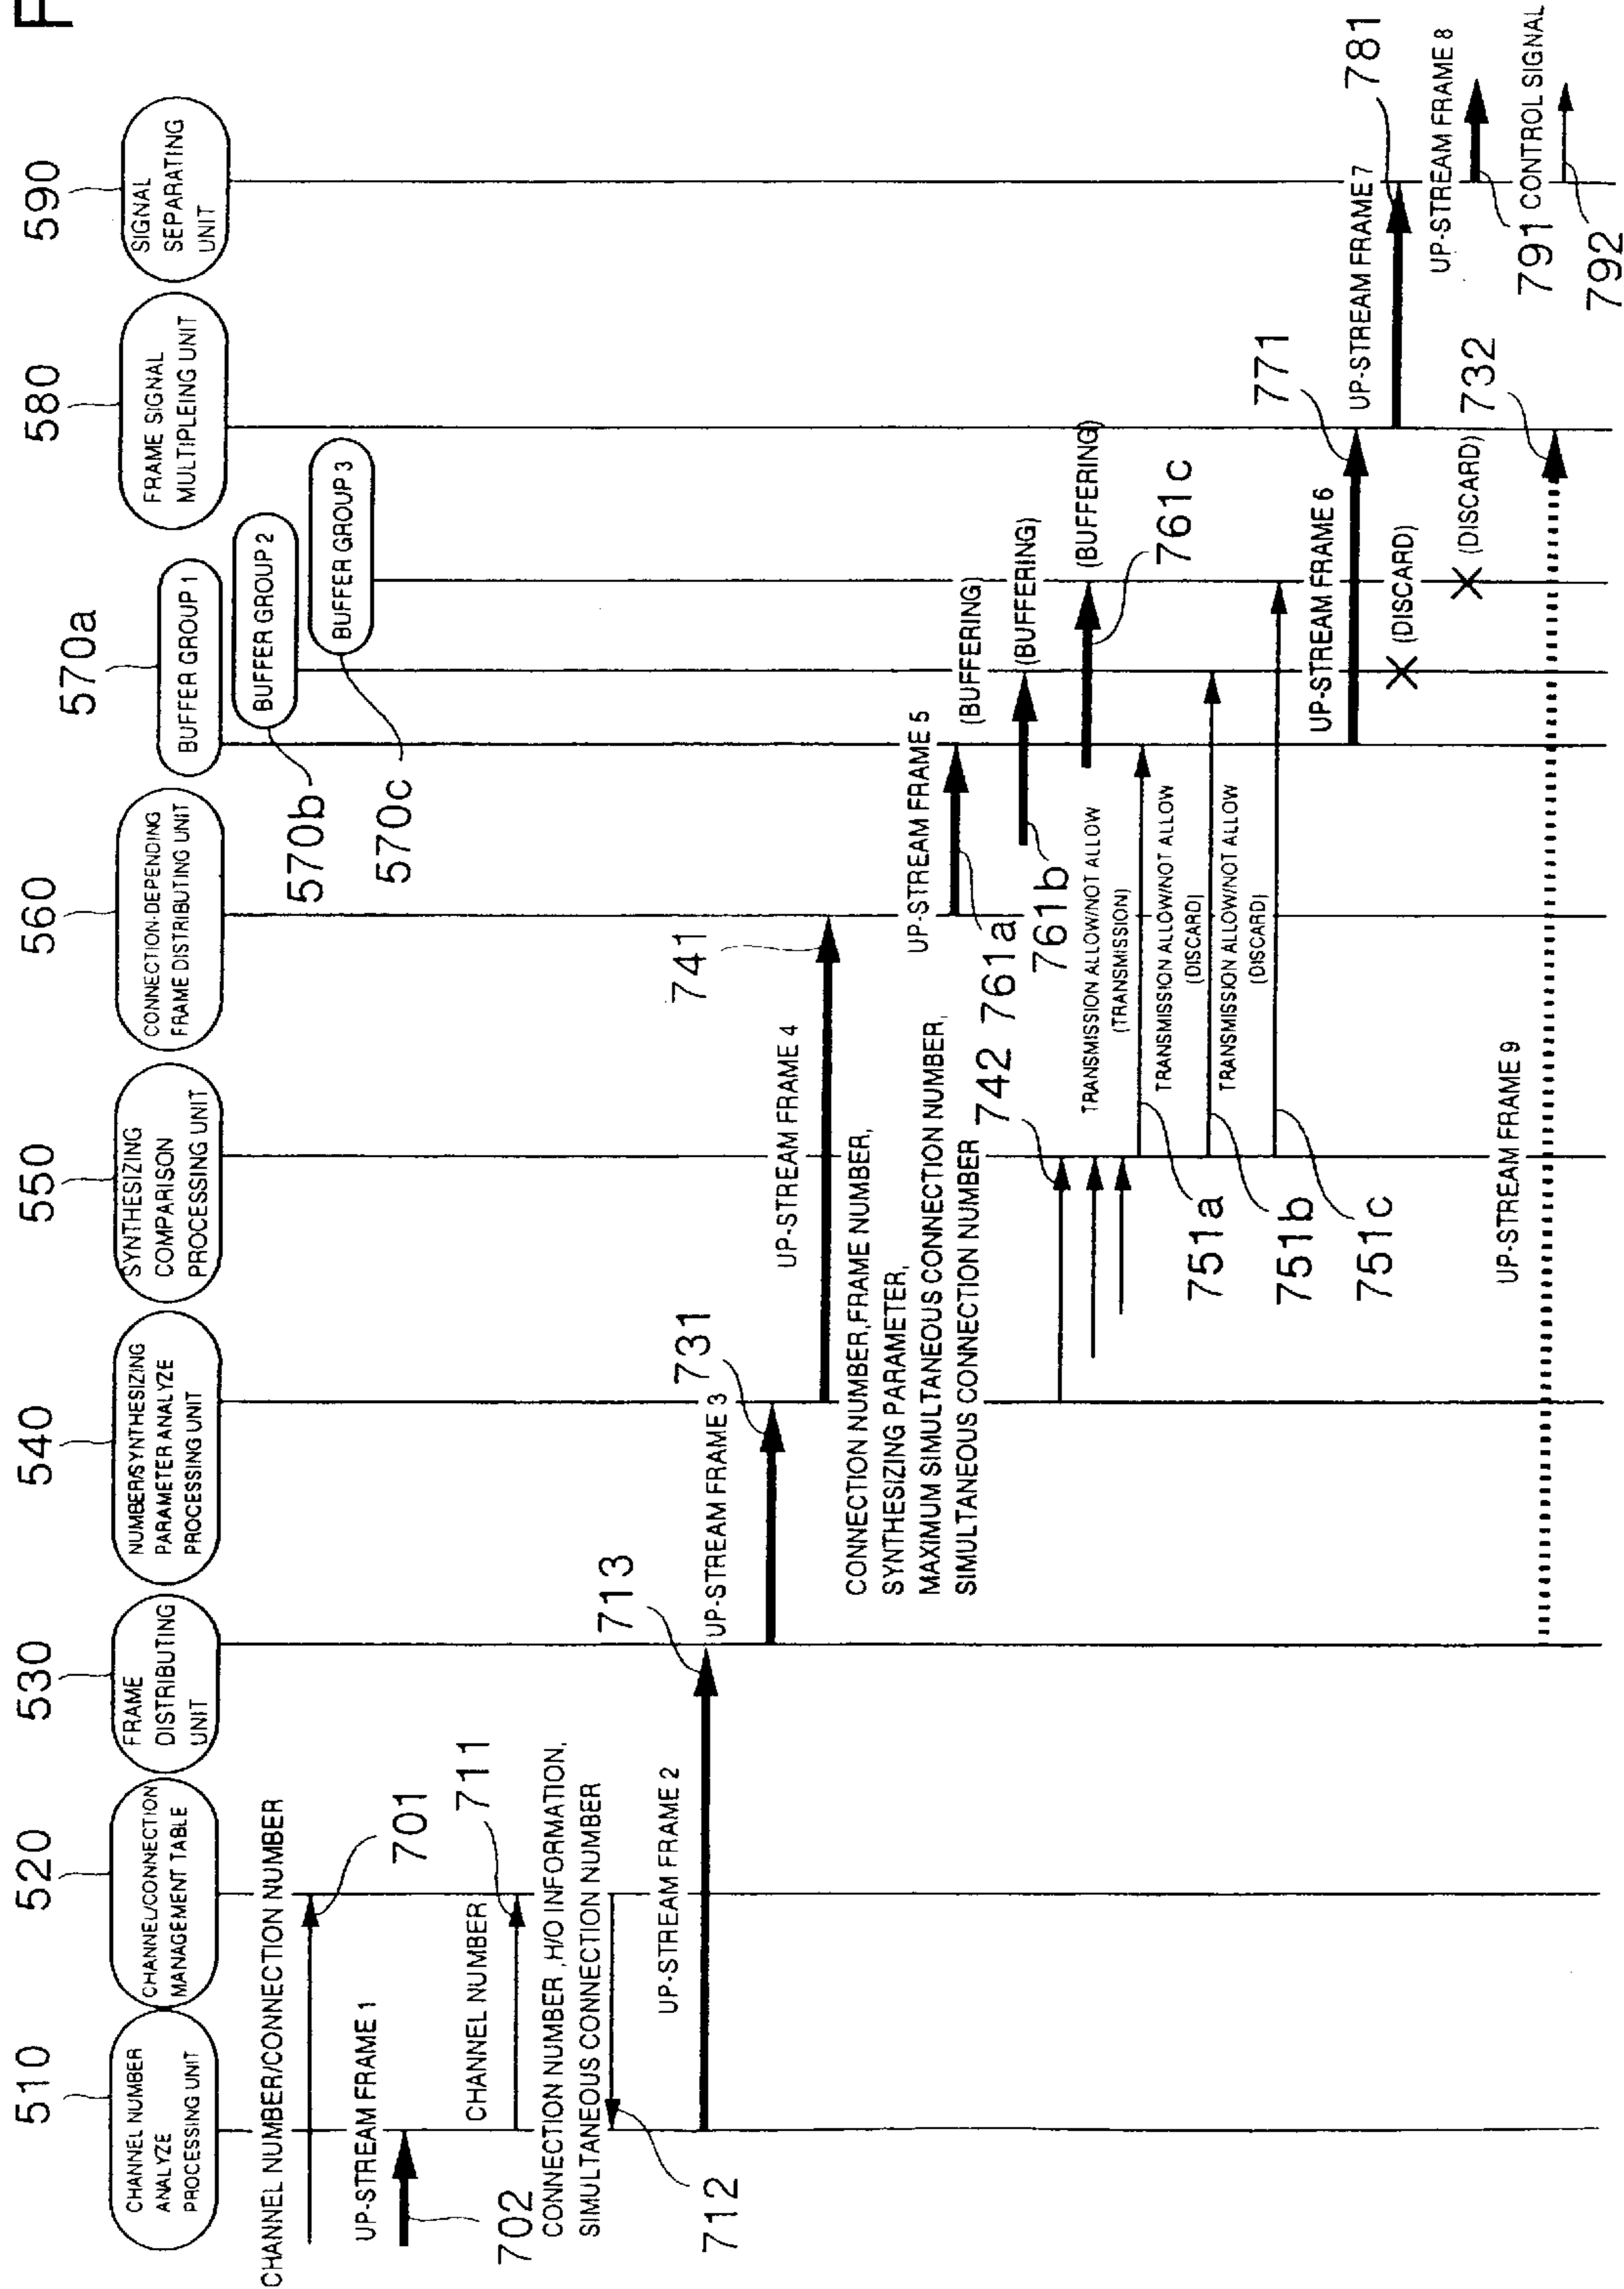 F
510
520
530
540
550
560
570a
580
590
CHANNEL NUMBER
ANALYZE
PROCESSING UNIT
CHANNEL/CONNECTION
MANAGEMENT TABLE
FRAME
DISTRIBUTING
UNIT
NUMBER/SYNTHESIZING
PARAMETER ANALYZE
PROCESSING UNIT
SYNTHESIZING
COMPARISON
PROCESSING UNIT
CONNECTION-DEPENDING
FRAME DISTRIBUTING UNIT
BUFFER GROUP 1
BUFFER GROUP 2
BUFFER GROUP 3
570b
570c
FRAME SIGNAL
MULTIPLEING UNIT
SIGNAL
SEPARATING
UNIT
CHANNEL NUMBER/CONNECTION NUMBER
701
UP-STREAM FRAME 1
702
CHANNEL NUMBER
711
CONNECTION NUMBER ,H/O INFORMATION,
SIMULTANEOUS CONNECTION NUMBER
712
UP-STREAM FRAME 2
713
UP-STREAM FRAME 3
731
UP-STREAM FRAME 4
741
CONNECTION NUMBER,FRAME NUMBER,
SYNTHESIZING PARAMETER,
MAXIMUM SIMULTANEOUS CONNECTION NUMBER,
SIMULTANEOUS CONNECTION NUMBER
742
UP-STREAM FRAME 5
761a
(BUFFERING)
761b
(BUFFERING)
761c
(BUFFERING)
TRANSMISSION ALLOW/NOT ALLOW
(TRANSMISSION)
751a
TRANSMISSION ALLOW/NOT ALLOW
(DISCARD)
751b
TRANSMISSION ALLOW/NOT ALLOW
(DISCARD)
751c
UP-STREAM FRAME 6
771
(DISCARD)
(DISCARD)
UP-STREAM FRAME 7
781
UP-STREAM FRAME 8
791
CONTROL SIGNAL
792
UP-STREAM FRAME 9
732